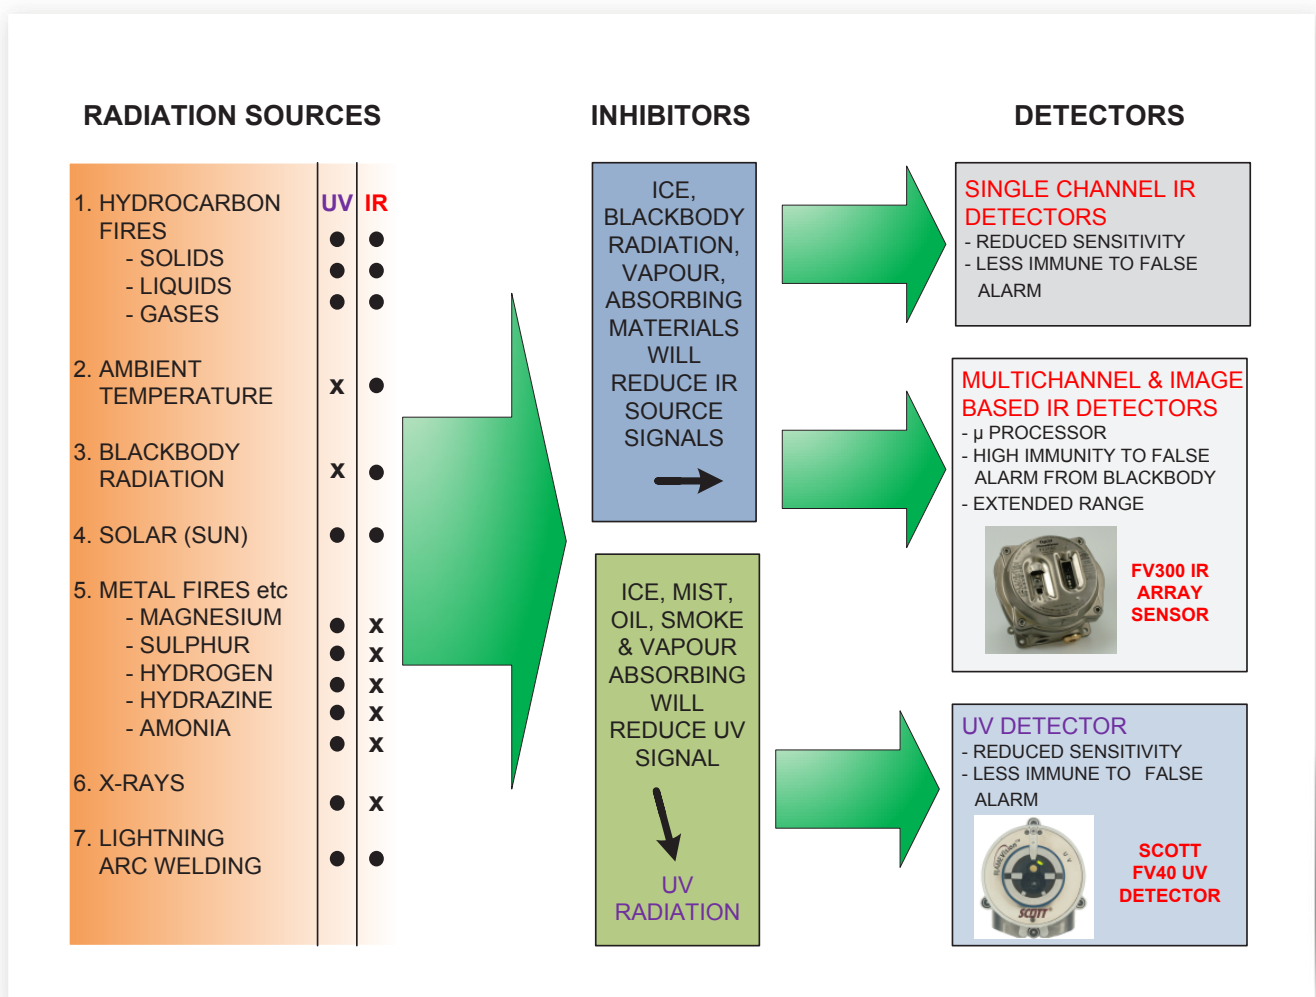 RADIATION SOURCES
1. HYDROCARBON
FIRES
- SOLIDS
- LIQUIDS
- GASES
2. AMBIENT
TEMPERATURE
3. BLACKBODY
RADIATION
4. SOLAR (SUN)
5. METAL FIRES etc
- MAGNESIUM
- SULPHUR
- HYDROGEN
- HYDRAZINE
- AMONIA
6. X-RAYS
7. LIGHTNING
ARC WELDING
UV IR
● ●
● ●
● ●
x ●
x ●
● ●
● x
● x
● x
● x
● x
● x
● ●
INHIBITORS
ICE,
BLACKBODY
RADIATION,
VAPOUR,
ABSORBING
MATERIALS
WILL
REDUCE IR
SOURCE
SIGNALS
ICE, MIST,
OIL, SMOKE
& VAPOUR
ABSORBING
WILL
REDUCE UV
SIGNAL
UV
RADIATION
DETECTORS
SINGLE CHANNEL IR
DETECTORS
- REDUCED SENSITIVITY
- LESS IMMUNE TO FALSE
ALARM
MULTICHANNEL & IMAGE
BASED IR DETECTORS
- µ PROCESSOR
- HIGH IMMUNITY TO FALSE
ALARM FROM BLACKBODY
- EXTENDED RANGE
FV300 IR
ARRAY
SENSOR
UV DETECTOR
- REDUCED SENSITIVITY
- LESS IMMUNE TO FALSE
ALARM
UV
SCOTT
SCOTT
FV40 UV
DETECTOR